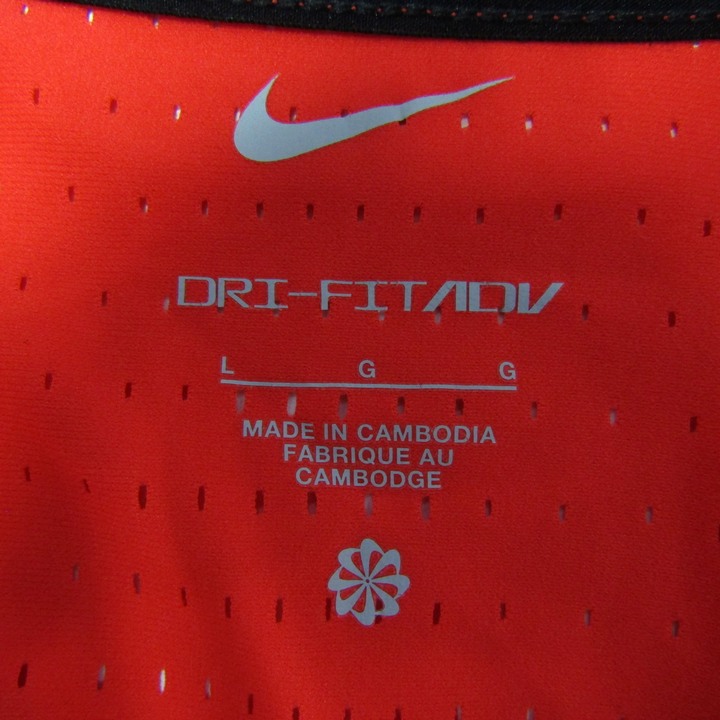 DRI-FIT ADV
L G G
MADE IN CAMBODIA
FABRIQUE AU
CAMBODGE